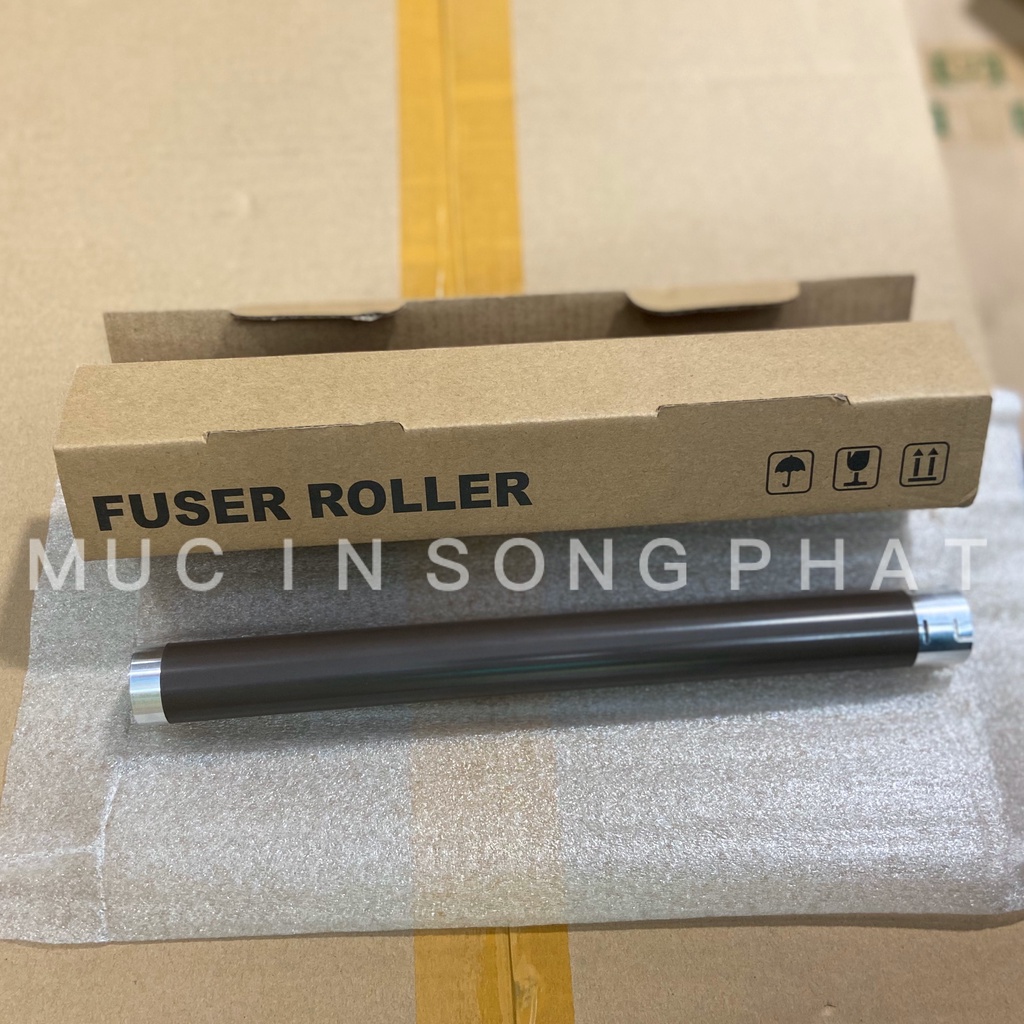 FUSER ROLLER
MUC IN SONG PHAT